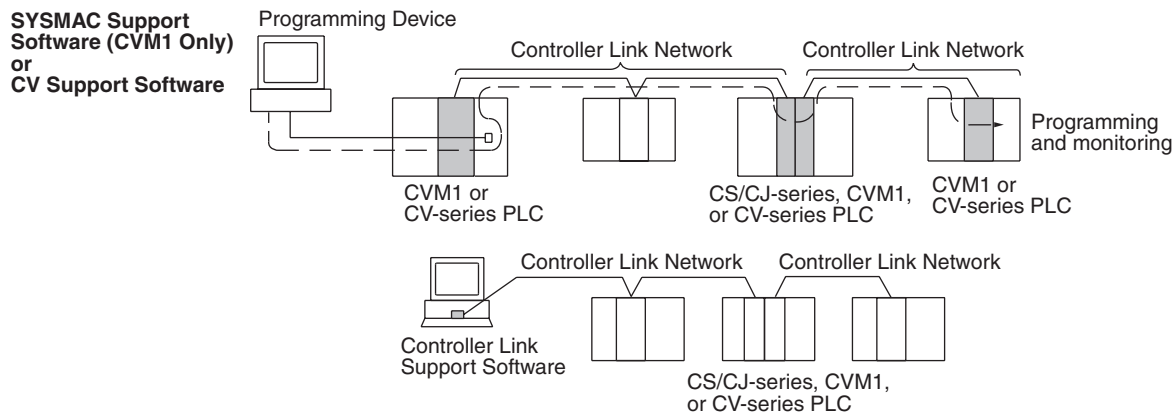 SYSMAC Support
Software (CVM1 Only)
or
CV Support Software
Programming Device
Controller Link Network
Controller Link Network
Programming
and monitoring
CVM1 or
CV-series PLC
CS/CJ-series, CVM1,
or CV-series PLC
CVM1 or
CV-series PLC
Controller Link Network
Controller Link Network
Controller Link
Support Software
CS/CJ-series, CVM1,
or CV-series PLC